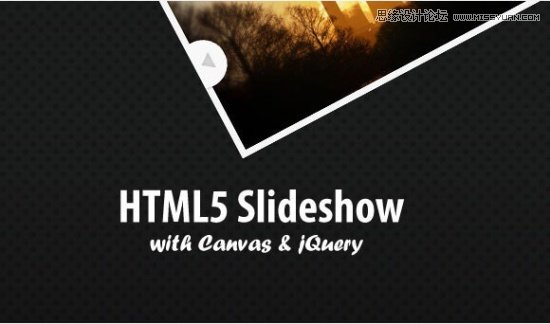 思缘设计论坛 WWW.MISSYUAN.COM
HTML5 Slideshow
with Canvas & jQuery